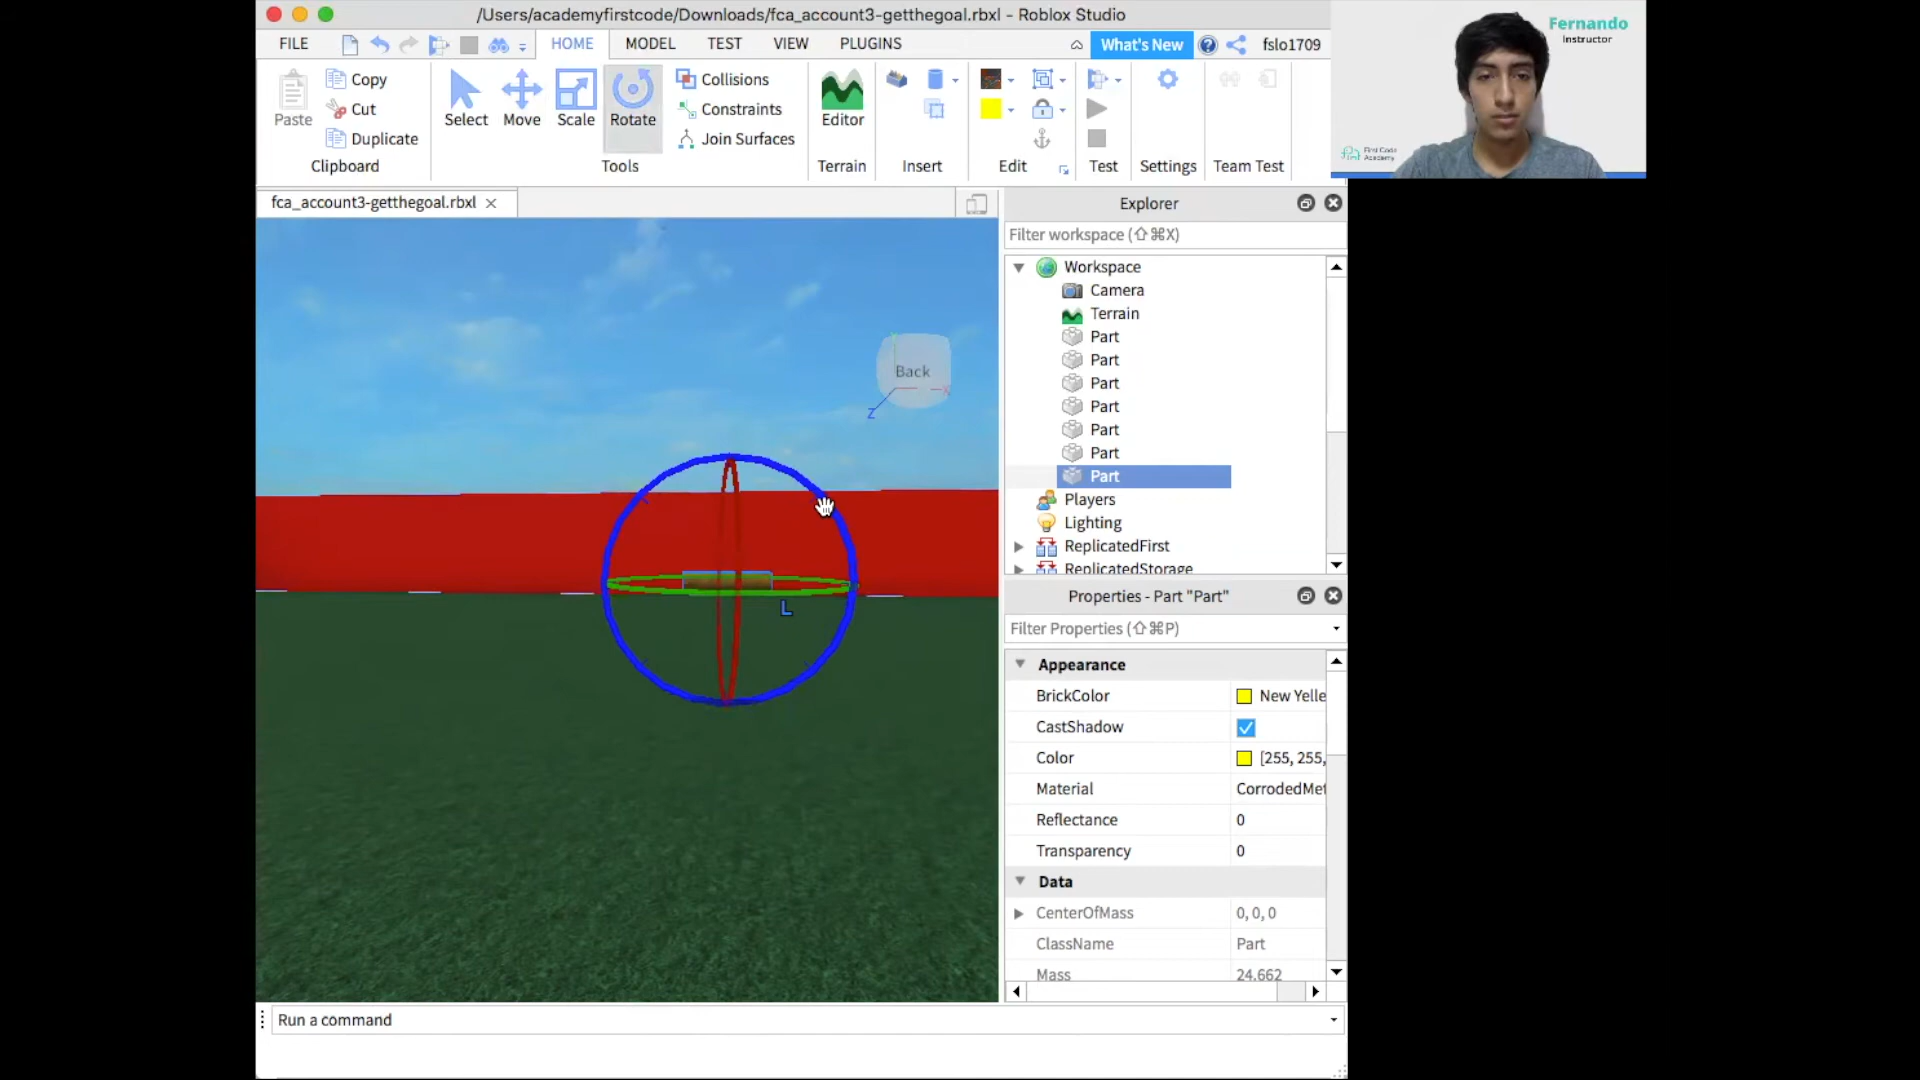 /Users/academyfirstcode/Downloads/fca_account3-getthegoal.rbxl - Roblox Studio
Fernando
Instructor
First Code
Academy
FILE HOME MODEL TEST VIEW PLUGINS What's New fslo1709
Paste Copy
Cut
Duplicate
Clipboard
Select Move Scale Rotate
Collisions
Constraints
Join Surfaces
Tools
Editor
Terrain
Insert
Edit
Test
Settings
Team Test
fca_account3-getthegoal.rbxl
Back
Z
L
Explorer
Filter workspace (⇧⌘X)
Workspace
Camera
Terrain
Part
Part
Part
Part
Part
Part
Part
Players
Lighting
ReplicatedFirst
ReplicatedStorage
Properties - Part "Part"
Filter Properties (⇧⌘P)
Appearance
BrickColor New Yelle
CastShadow
Color [255, 255,
Material CorrodedMet
Reflectance 0
Transparency 0
Data
CenterOfMass 0, 0, 0
ClassName Part
Mass 24.662
Run a command